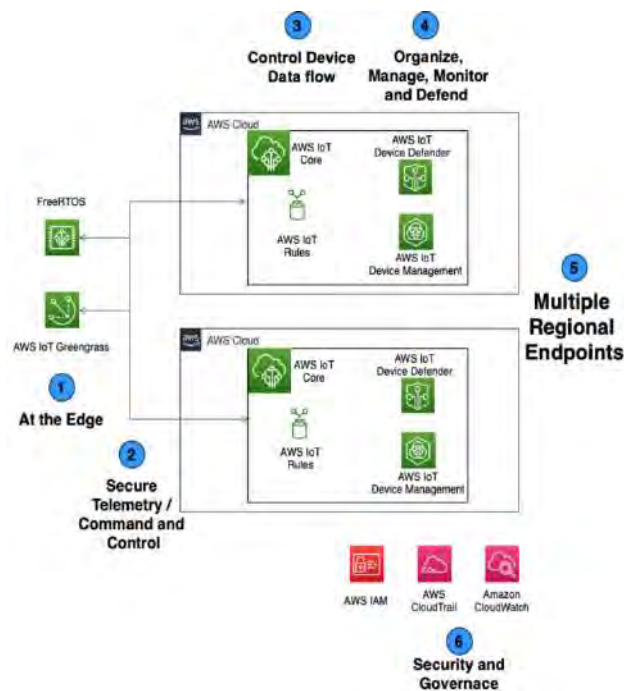 3
Control Device
Data flow
4
Organize,
Manage, Monitor
and Defend
aws
AWS Cloud
AWS IoT
Core
AWS IoT
Device Defender
AWS IoT
Rules
AWS IoT
Device Management
FreeRTOS
AWS IoT Greengrass
1
At the Edge
2
Secure
Telemetry /
Command and
Control
5
Multiple
Regional
Endpoints
aws
AWS Cloud
AWS IoT
Core
AWS IoT
Device Defender
AWS IoT
Rules
AWS IoT
Device Management
AWS IAM
AWS
CloudTrail
Amazon
CloudWatch
6
Security and
Governace